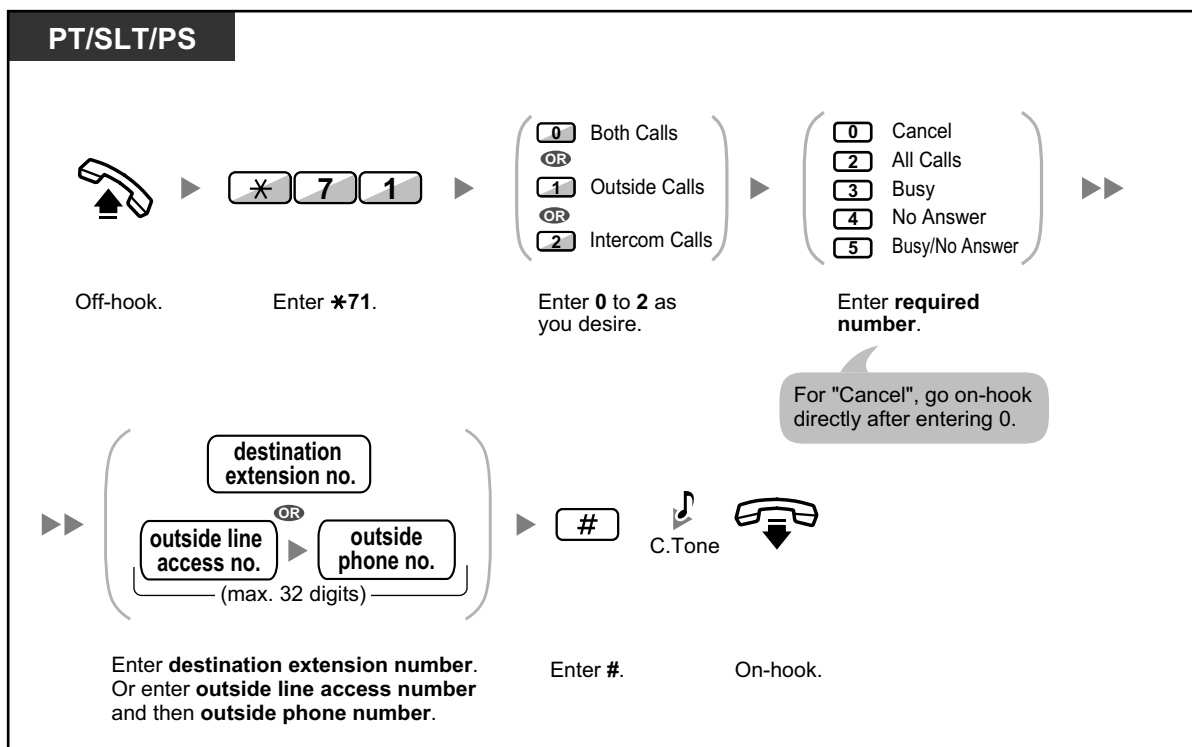 PT/SLT/PS
0 Both Calls
OR
1 Outside Calls
OR
2 Intercom Calls
0 Cancel
2 All Calls
3 Busy
4 No Answer
5 Busy/No Answer
* 7 1
Off-hook.
Enter *71.
Enter 0 to 2 as
you desire.
Enter required
number.
For "Cancel", go on-hook
directly after entering 0.
destination
extension no.
OR
outside line
access no.
outside
phone no.
(max. 32 digits)
#
C.Tone
Enter destination extension number.
Or enter outside line access number
and then outside phone number.
Enter #.
On-hook.